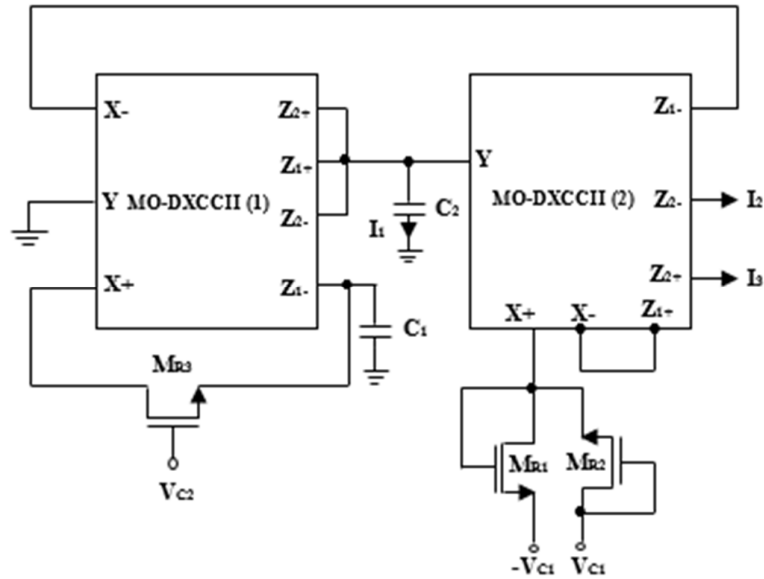 X-
Z2+
Z1-
Z1+
Y
Y MO-DXCCII (1)
MO-DXCCII (2)
Z2-
I2
Z2-
C2
I1
X+
Z1-
Z2+
I3
X+ X- Z1+
C1
MR3
MR1
MR2
VC2
-VC1 VC1